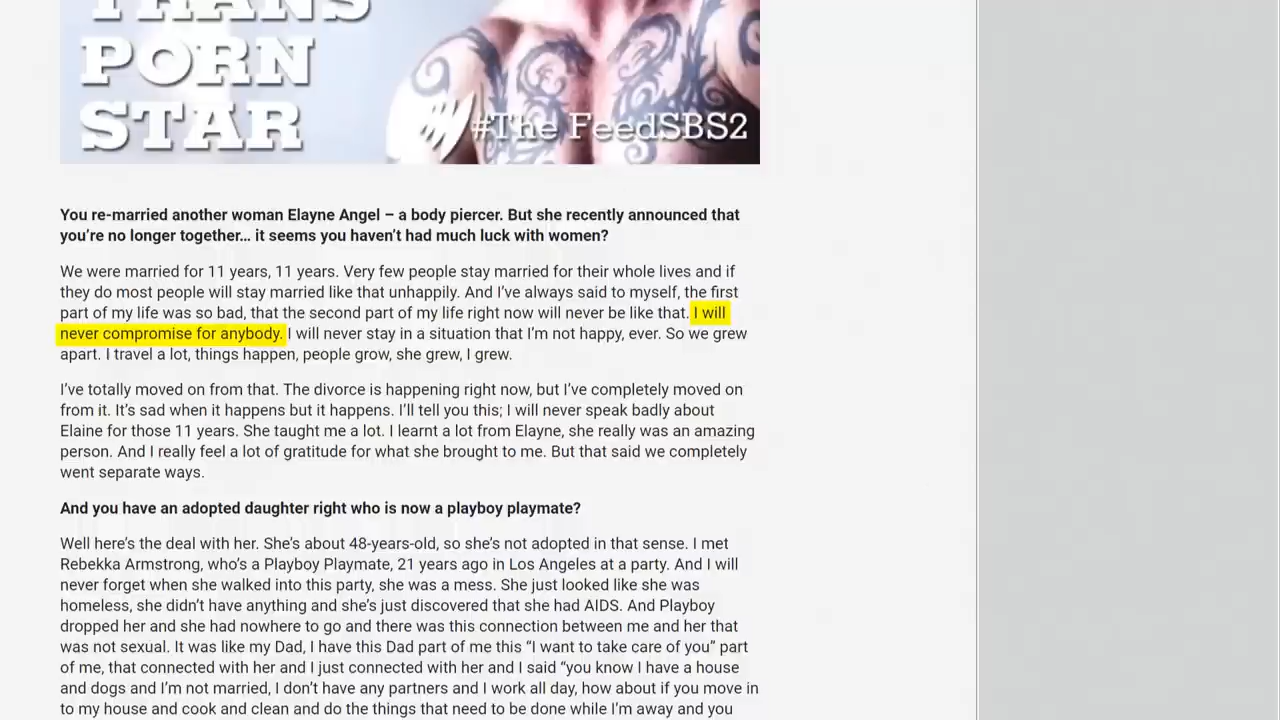 TRANS
PORN
STAR
#The FeedSBS2
You re-married another woman Elayne Angel – a body piercer. But she recently announced that
you’re no longer together… it seems you haven’t had much luck with women?
We were married for 11 years, 11 years. Very few people stay married for their whole lives and if
they do most people will stay married like that unhappily. And I’ve always said to myself, the first
part of my life was so bad, that the second part of my life right now will never be like that. I will
never compromise for anybody. I will never stay in a situation that I’m not happy, ever. So we grew
apart. I travel a lot, things happen, people grow, she grew, I grew.
I’ve totally moved on from that. The divorce is happening right now, but I’ve completely moved on
from it. It’s sad when it happens but it happens. I’ll tell you this; I will never speak badly about
Elaine for those 11 years. She taught me a lot. I learnt a lot from Elayne, she really was an amazing
person. And I really feel a lot of gratitude for what she brought to me. But that said we completely
went separate ways.
And you have an adopted daughter right who is now a playboy playmate?
Well here’s the deal with her. She’s about 48-years-old, so she’s not adopted in that sense. I met
Rebekka Armstrong, who’s a Playboy Playmate, 21 years ago in Los Angeles at a party. And I will
never forget when she walked into this party, she was a mess. She just looked like she was
homeless, she didn’t have anything and she’s just discovered that she had AIDS. And Playboy
dropped her and she had nowhere to go and there was this connection between me and her that
was not sexual. It was like my Dad, I have this Dad part of me this “I want to take care of you” part
of me, that connected with her and I just connected with her and I said “you know I have a house
and dogs and I’m not married, I don’t have any partners and I work all day, how about if you move in
to my house and cook and clean and do the things that need to be done while I’m away and you